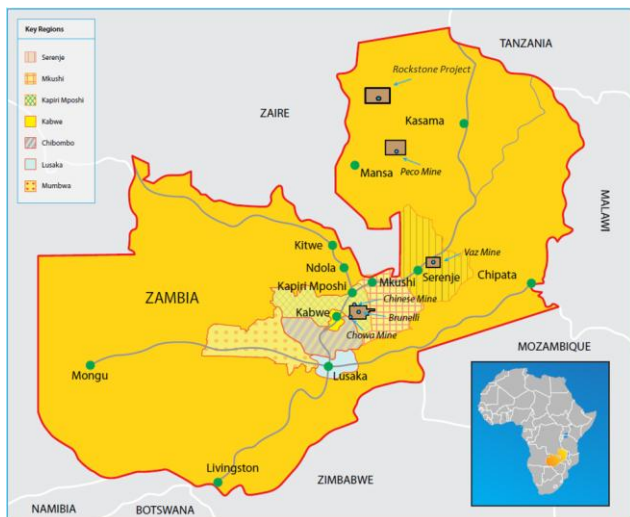 Key Regions
Serenje
Mkushi
Kapiri Mposhi
Kabwe
Chibombo
Lusaka
Mumbwa
TANZANIA
Rockstone Project
ZAIRE
Kasama
Mansa
Peco Mine
MALAWI
Kitwe
Vaz Mine
Ndola
Mkushi
Serenje
Chipata
Kapiri Mposhi
ZAMBIA
Chinese Mine
Kabwe
Brunelli
Chowa Mine
MOZAMBIQUE
Mongu
Lusaka
Livingston
ZIMBABWE
NAMIBIA
BOTSWANA